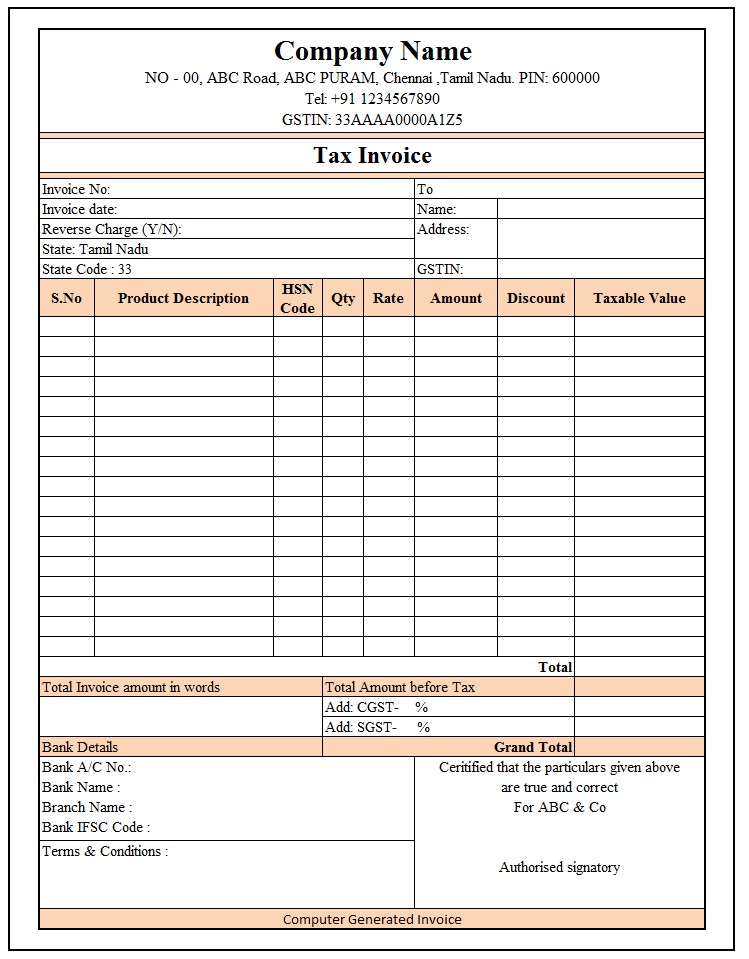 Company Name
NO - 00, ABC Road, ABC PURAM, Chennai ,Tamil Nadu. PIN: 600000
Tel: +91 1234567890
GSTIN: 33AAAA0000A1Z5
Tax Invoice
Invoice No:
To
Invoice date:
Name:
Reverse Charge (Y/N):
Address:
State: Tamil Nadu
State Code : 33
GSTIN:
S.No Product Description HSN Code Qty Rate Amount Discount Taxable Value
Total
Total Invoice amount in words
Total Amount before Tax
Add: CGST- %
Add: SGST- %
Bank Details
Grand Total
Bank A/C No.:
Bank Name :
Branch Name :
Bank IFSC Code :
Ceritified that the particulars given above
are true and correct
For ABC & Co
Terms & Conditions :
Authorised signatory
Computer Generated Invoice